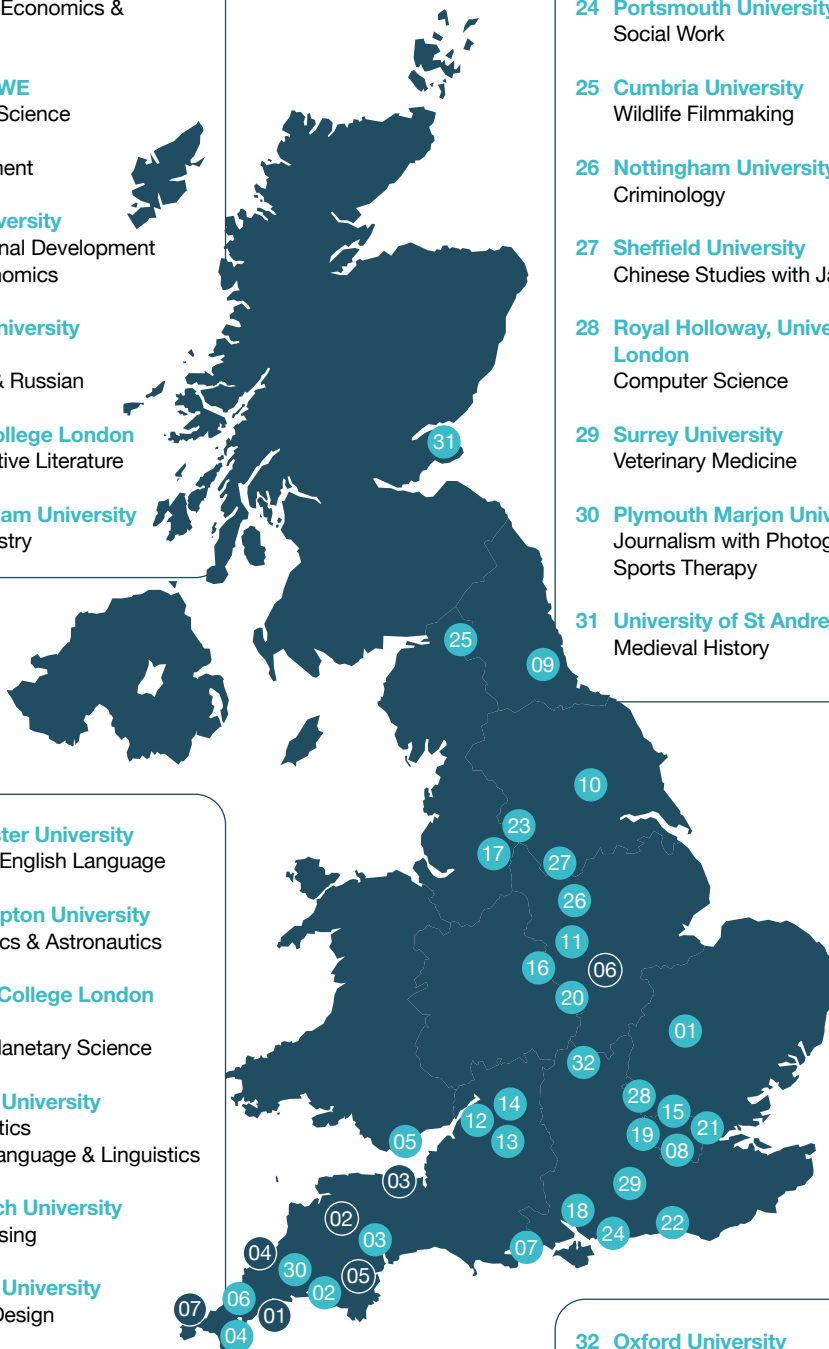 Economics &
WE
Science
ment
versity
nal Development
nomics
niversity
& Russian
ollege London
tive Literature
am University
stry
24 Portsmouth University
Social Work
25 Cumbria University
Wildlife Filmmaking
26 Nottingham University
Criminology
27 Sheffield University
Chinese Studies with Ja
28 Royal Holloway, Unive
London
Computer Science
29 Surrey University
Veterinary Medicine
30 Plymouth Marjon Univ
Journalism with Photog
Sports Therapy
31 University of St Andre
Medieval History
31
25
09
10
23
17
27
26
11
16
06
20
01
32
28
14
15
12
21
19
13
05
08
03
29
18
02
22
24
03
07
04
30
05
02
06
07
01
04
ter University
English Language
pton University
cs & Astronautics
College London
lanetary Science
University
tics
anguage & Linguistics
ch University
sing
University
Design
32 Oxford University